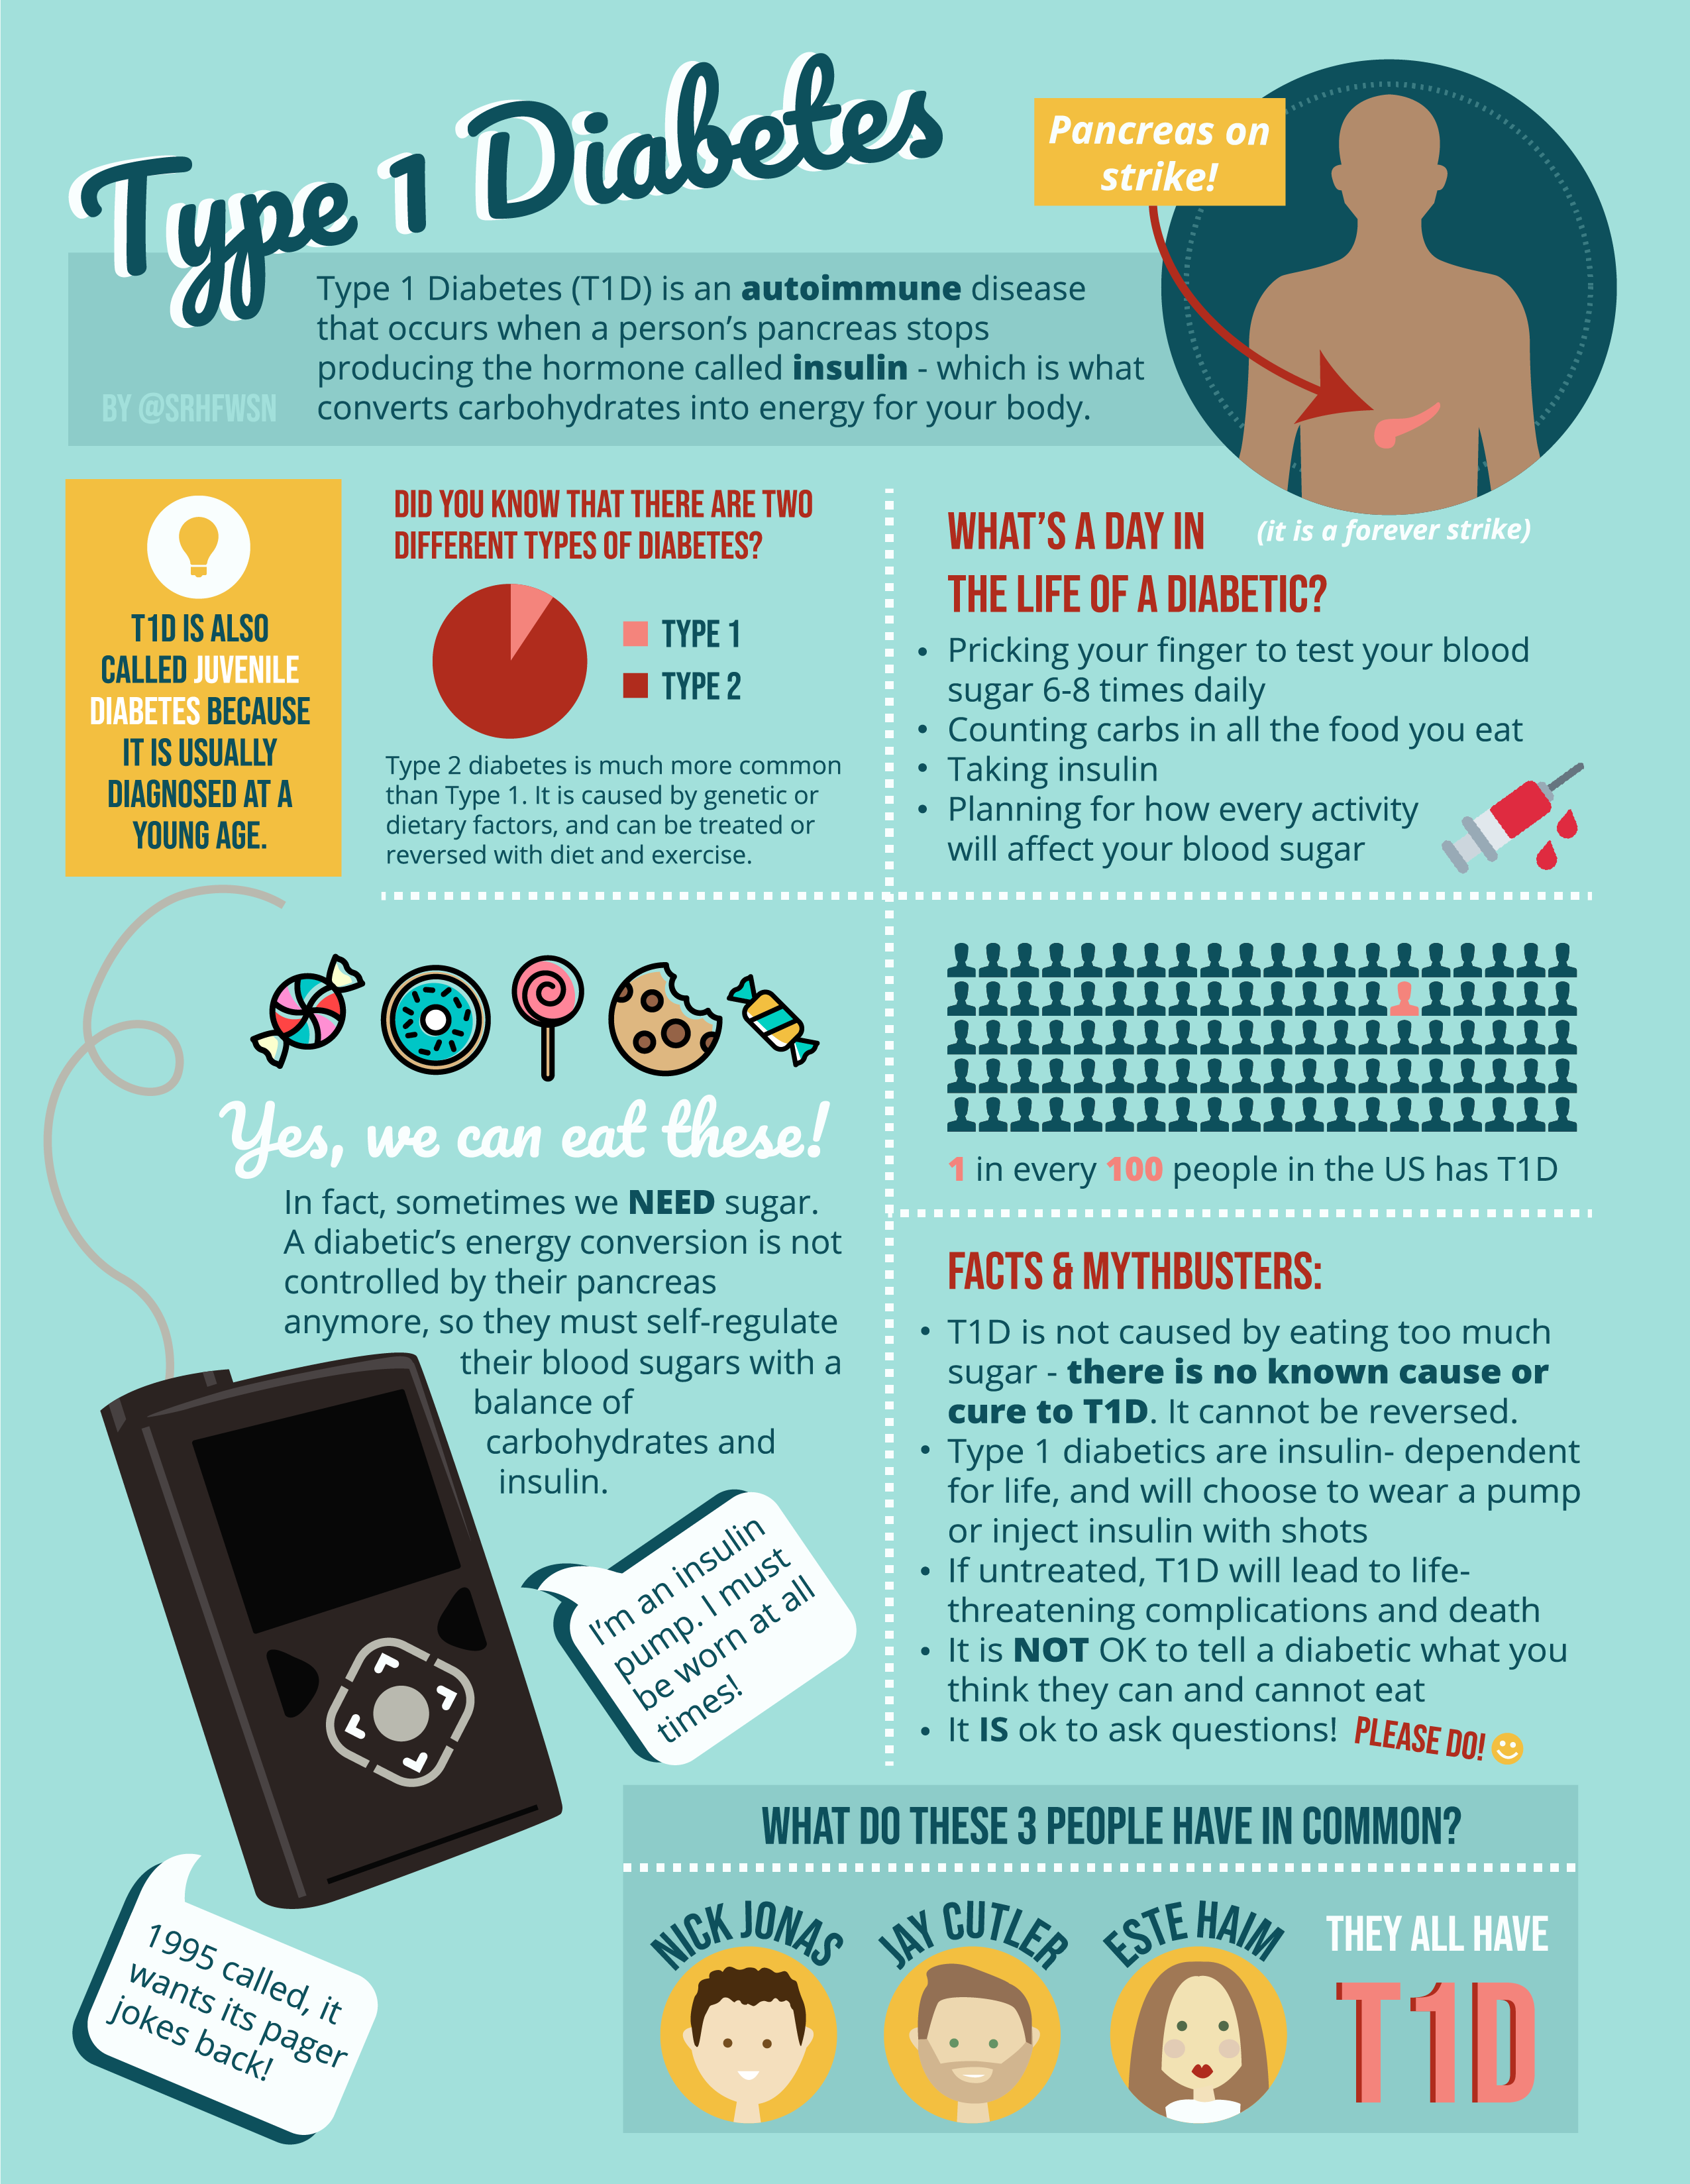 Type 1 Diabetes
Pancreas on
strike!
Type 1 Diabetes (T1D) is an autoimmune disease
that occurs when a person's pancreas stops
producing the hormone called insulin - which is what
converts carbohydrates into energy for your body.
BY @SRHFWSN
(it is a forever strike)
T1D IS ALSO
CALLED JUVENILE
DIABETES BECAUSE
IT IS USUALLY
DIAGNOSED AT A
YOUNG AGE.
DID YOU KNOW THAT THERE ARE TWO
DIFFERENT TYPES OF DIABETES?
TYPE 1
TYPE 2
Type 2 diabetes is much more common
than Type 1. It is caused by genetic or
dietary factors, and can be treated or
reversed with diet and exercise.
WHAT'S A DAY IN
THE LIFE OF A DIABETIC?
• Pricking your finger to test your blood
sugar 6-8 times daily
• Counting carbs in all the food you eat
• Taking insulin
• Planning for how every activity
will affect your blood sugar
Yes, we can eat these!
In fact, sometimes we NEED sugar.
A diabetic's energy conversion is not
controlled by their pancreas
anymore, so they must self-regulate
their blood sugars with a
balance of
carbohydrates and
insulin.
1 in every 100 people in the US has T1D
FACTS & MYTHBUSTERS:
• T1D is not caused by eating too much
sugar - there is no known cause or
cure to T1D. It cannot be reversed.
• Type 1 diabetics are insulin- dependent
for life, and will choose to wear a pump
or inject insulin with shots
• If untreated, T1D will lead to life-
threatening complications and death
• It is NOT OK to tell a diabetic what you
think they can and cannot eat
• It IS ok to ask questions! PLEASE DO!
I'm an insulin
pump. I must
be worn at all
times!
1995 called, it
wants its pager
jokes back!
WHAT DO THESE 3 PEOPLE HAVE IN COMMON?
NICK JONAS
JAY CUTLER
ESTE HAIM
THEY ALL HAVE
T1D